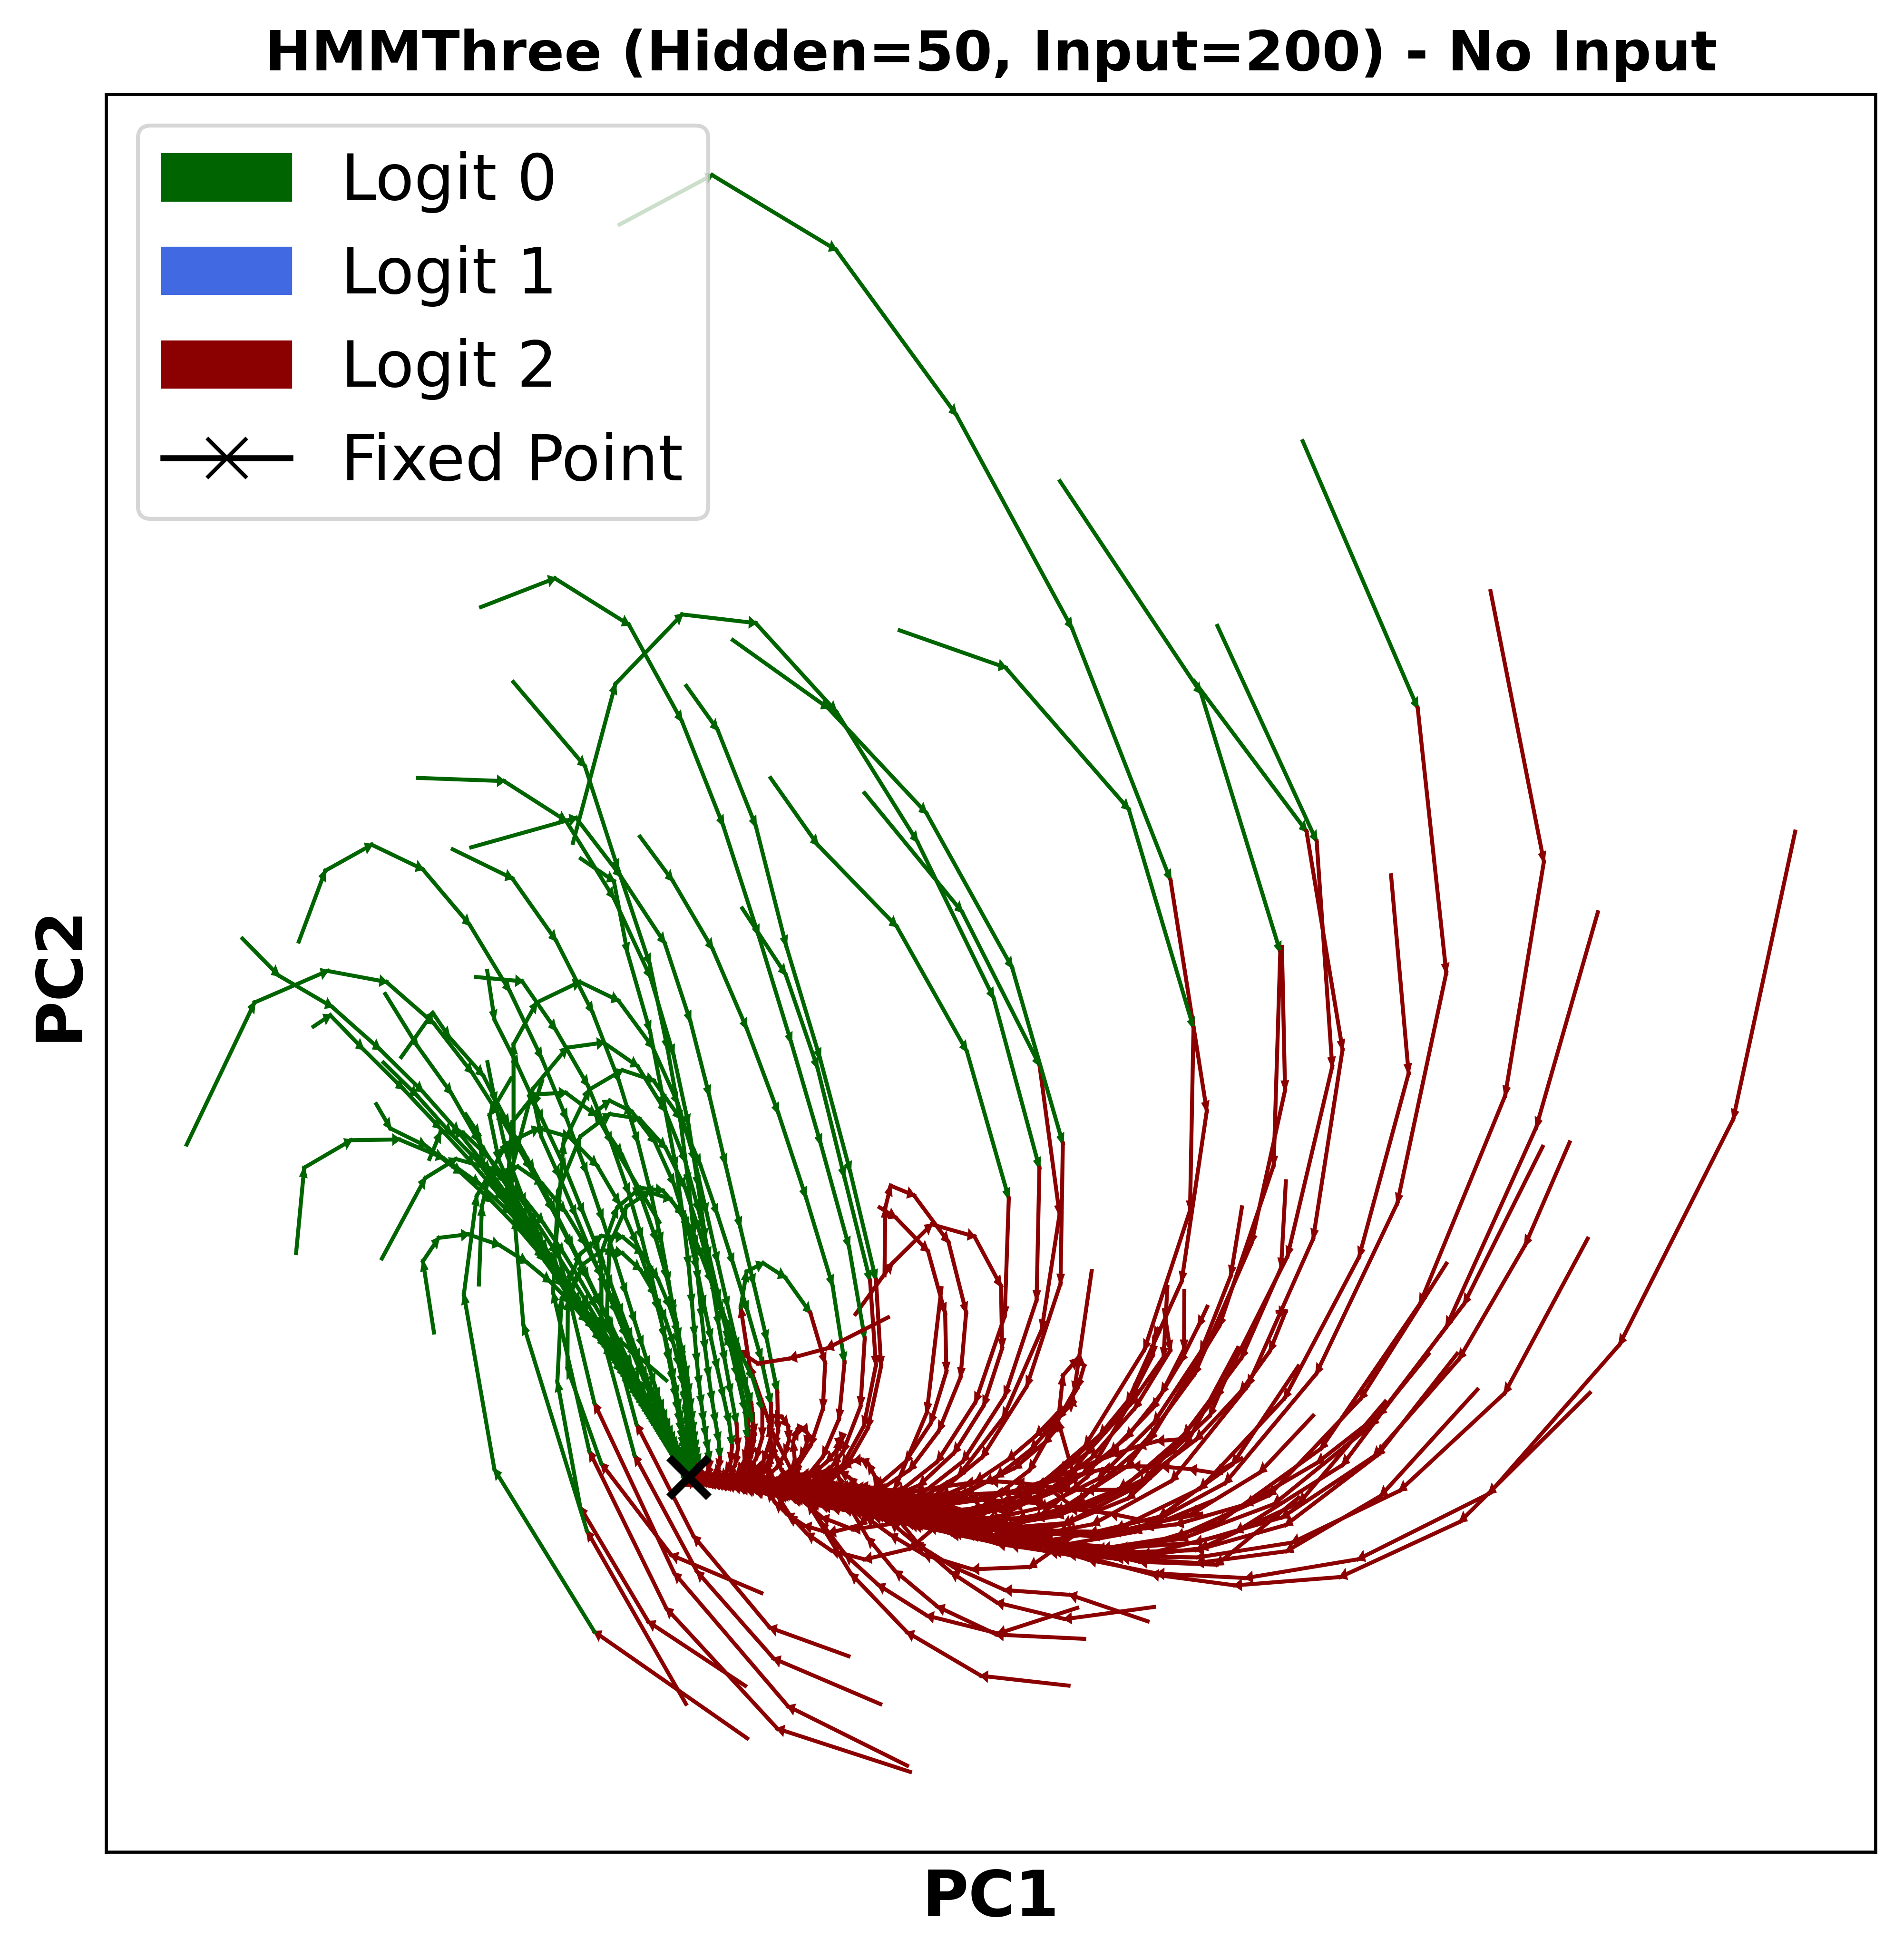 HMMThree (Hidden=50, Input=200) - No Input
Logit 0
Logit 1
Logit 2
Fixed Point
PC2
PC1